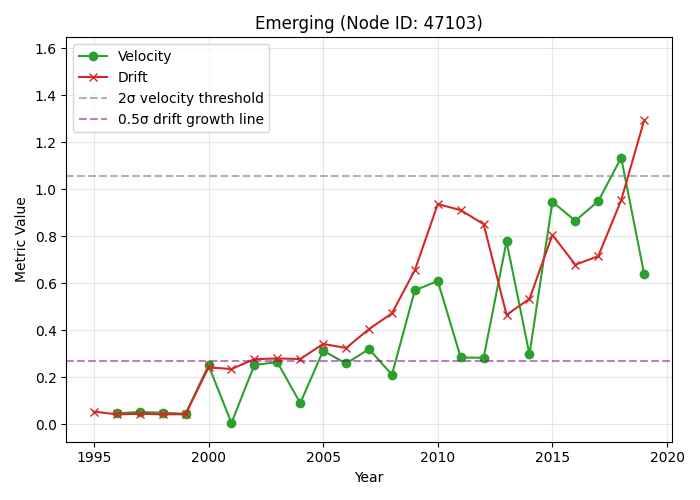 Emerging (Node ID: 47103)
Velocity
Drift
2σ velocity threshold
0.5σ drift growth line
Metric Value
1.6
1.4
1.2
1.0
0.8
0.6
0.4
0.2
0.0
1995 2000 2005 2010 2015 2020
Year